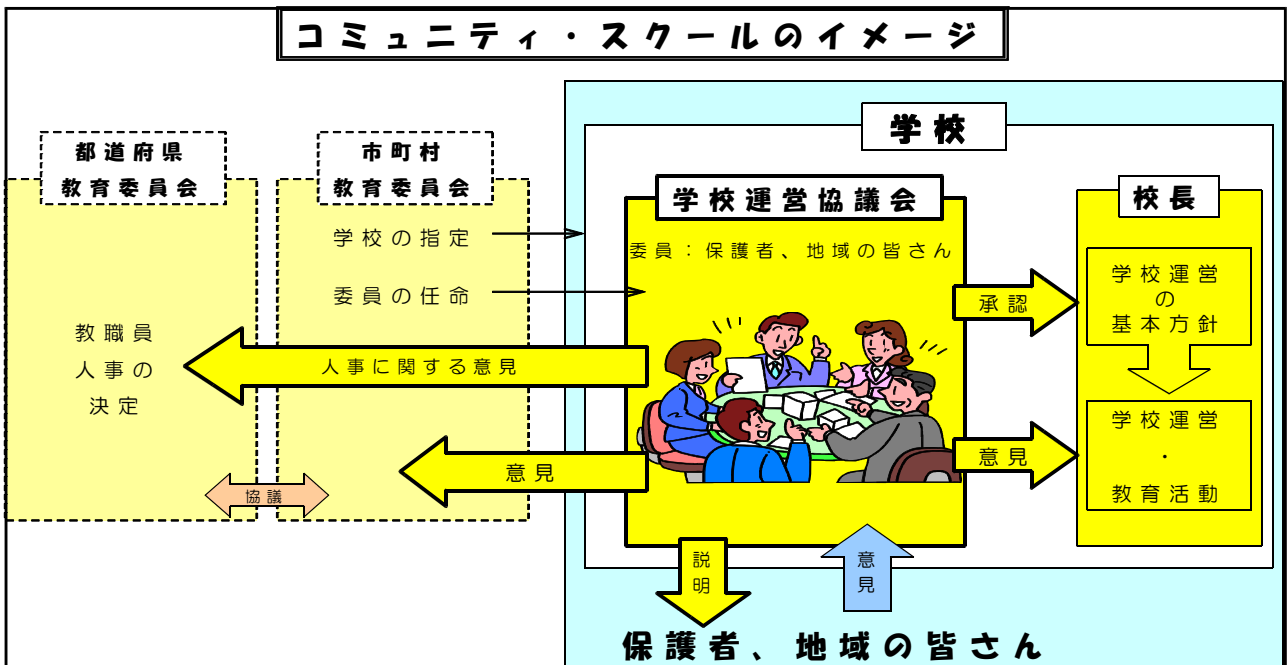 コミュニティ・スクールのイメージ
学校
都道府県
教育委員会
市町村
教育委員会
学校運営協議会
校長
学校の指定
委員の任命
委員：保護者、地域の皆さん
承認
学校運営
の
基本方針
教職員
人事の
決定
人事に関する意見
意見
協議
意見
学校運営
・
教育活動
説明
意見
保護者、地域の皆さん